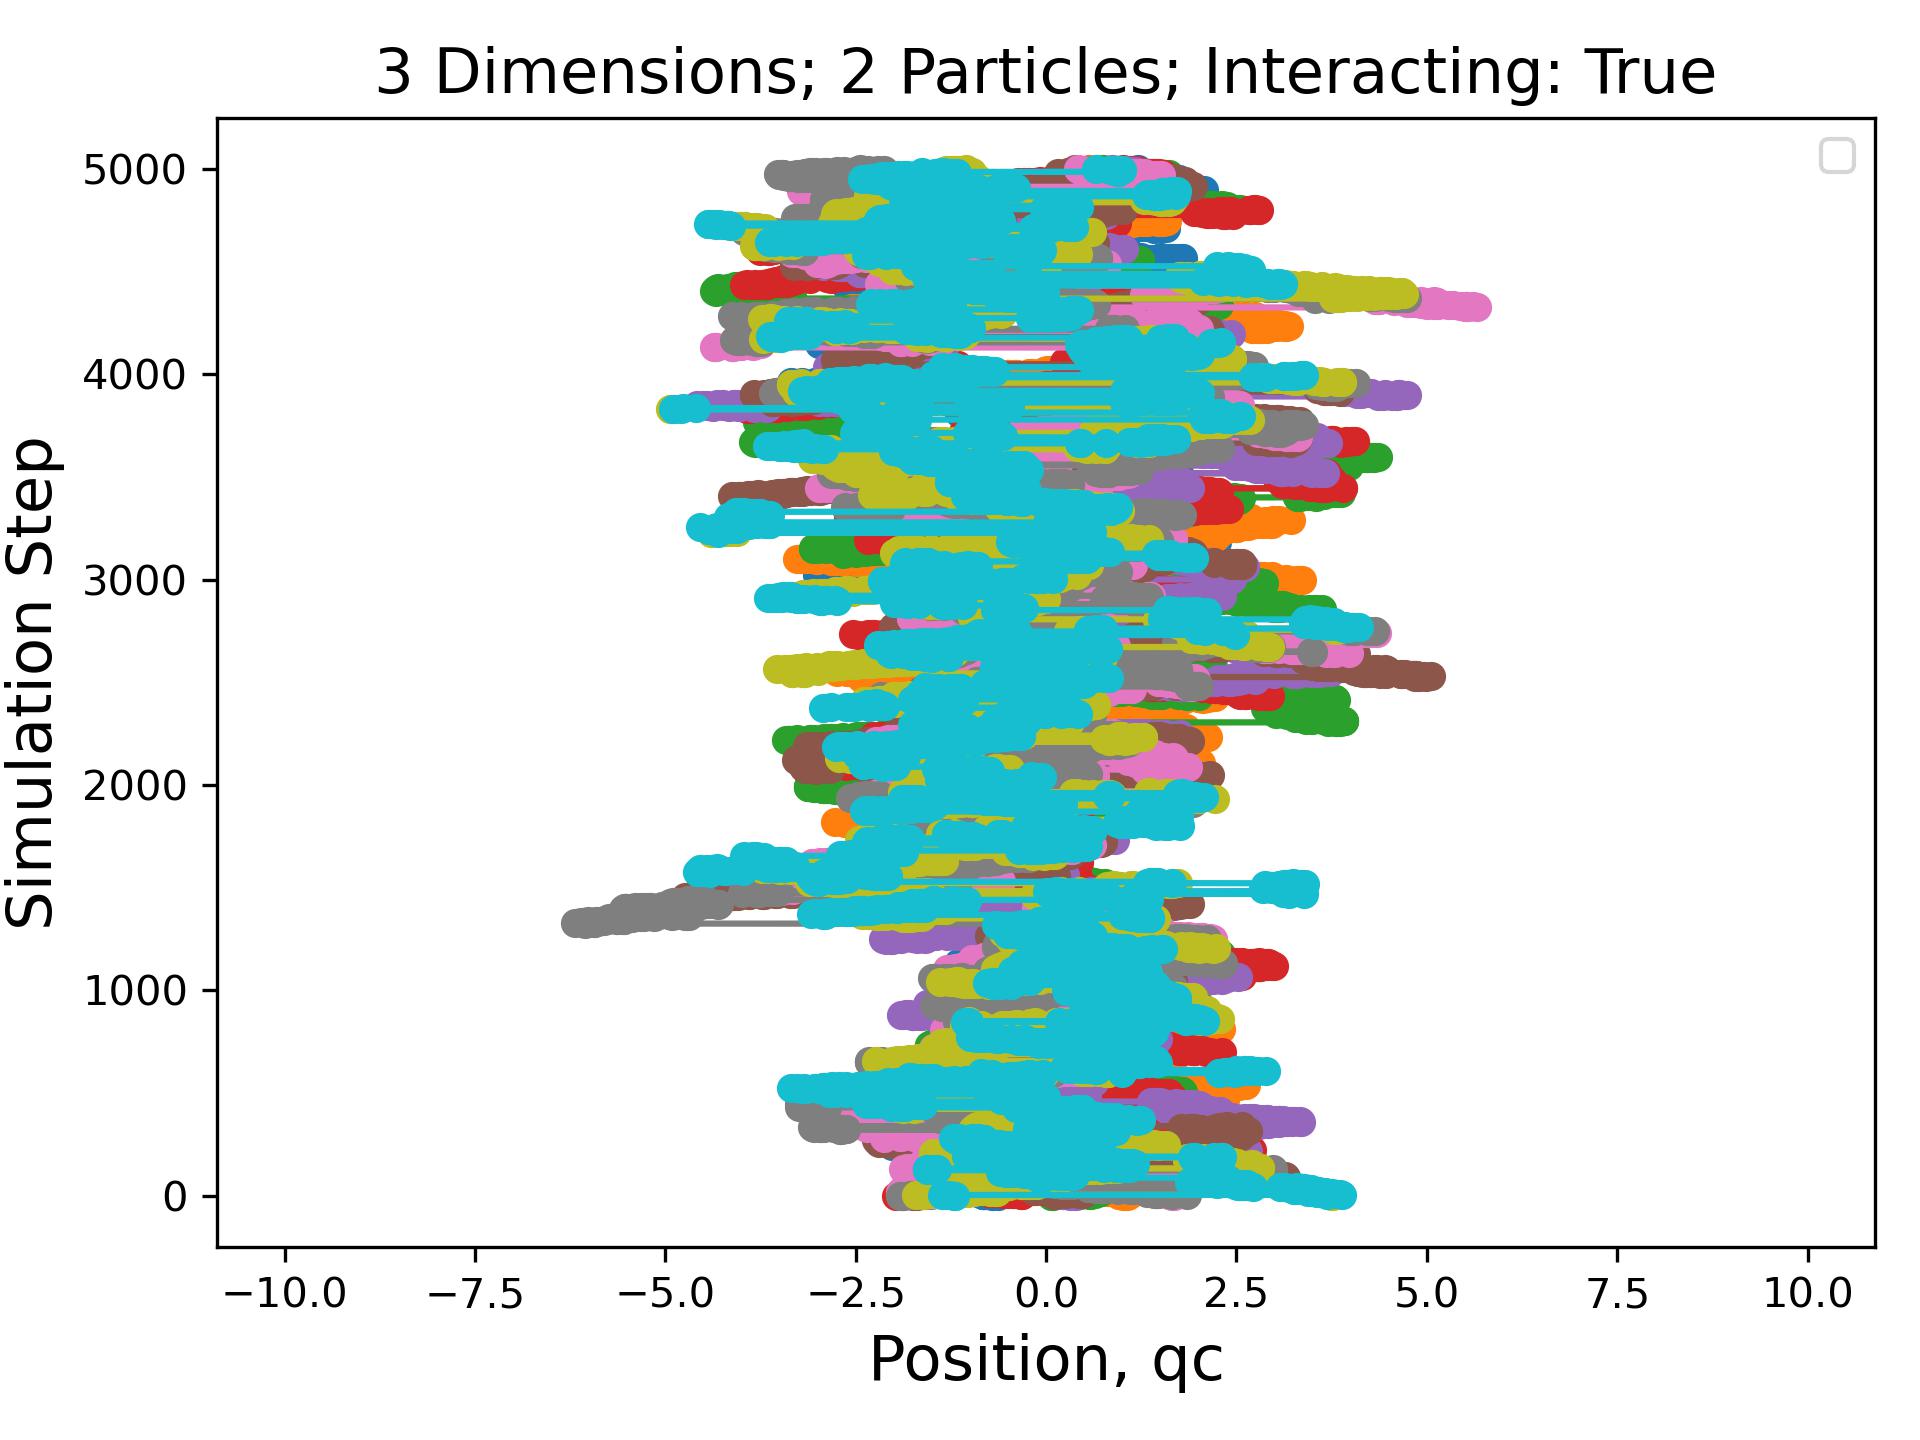 3 Dimensions; 2 Particles; Interacting: True
Simulation Step
5000
4000
3000
2000
1000
0
−10.0 −7.5 −5.0 −2.5 0.0 2.5 5.0 7.5 10.0
Position, qc